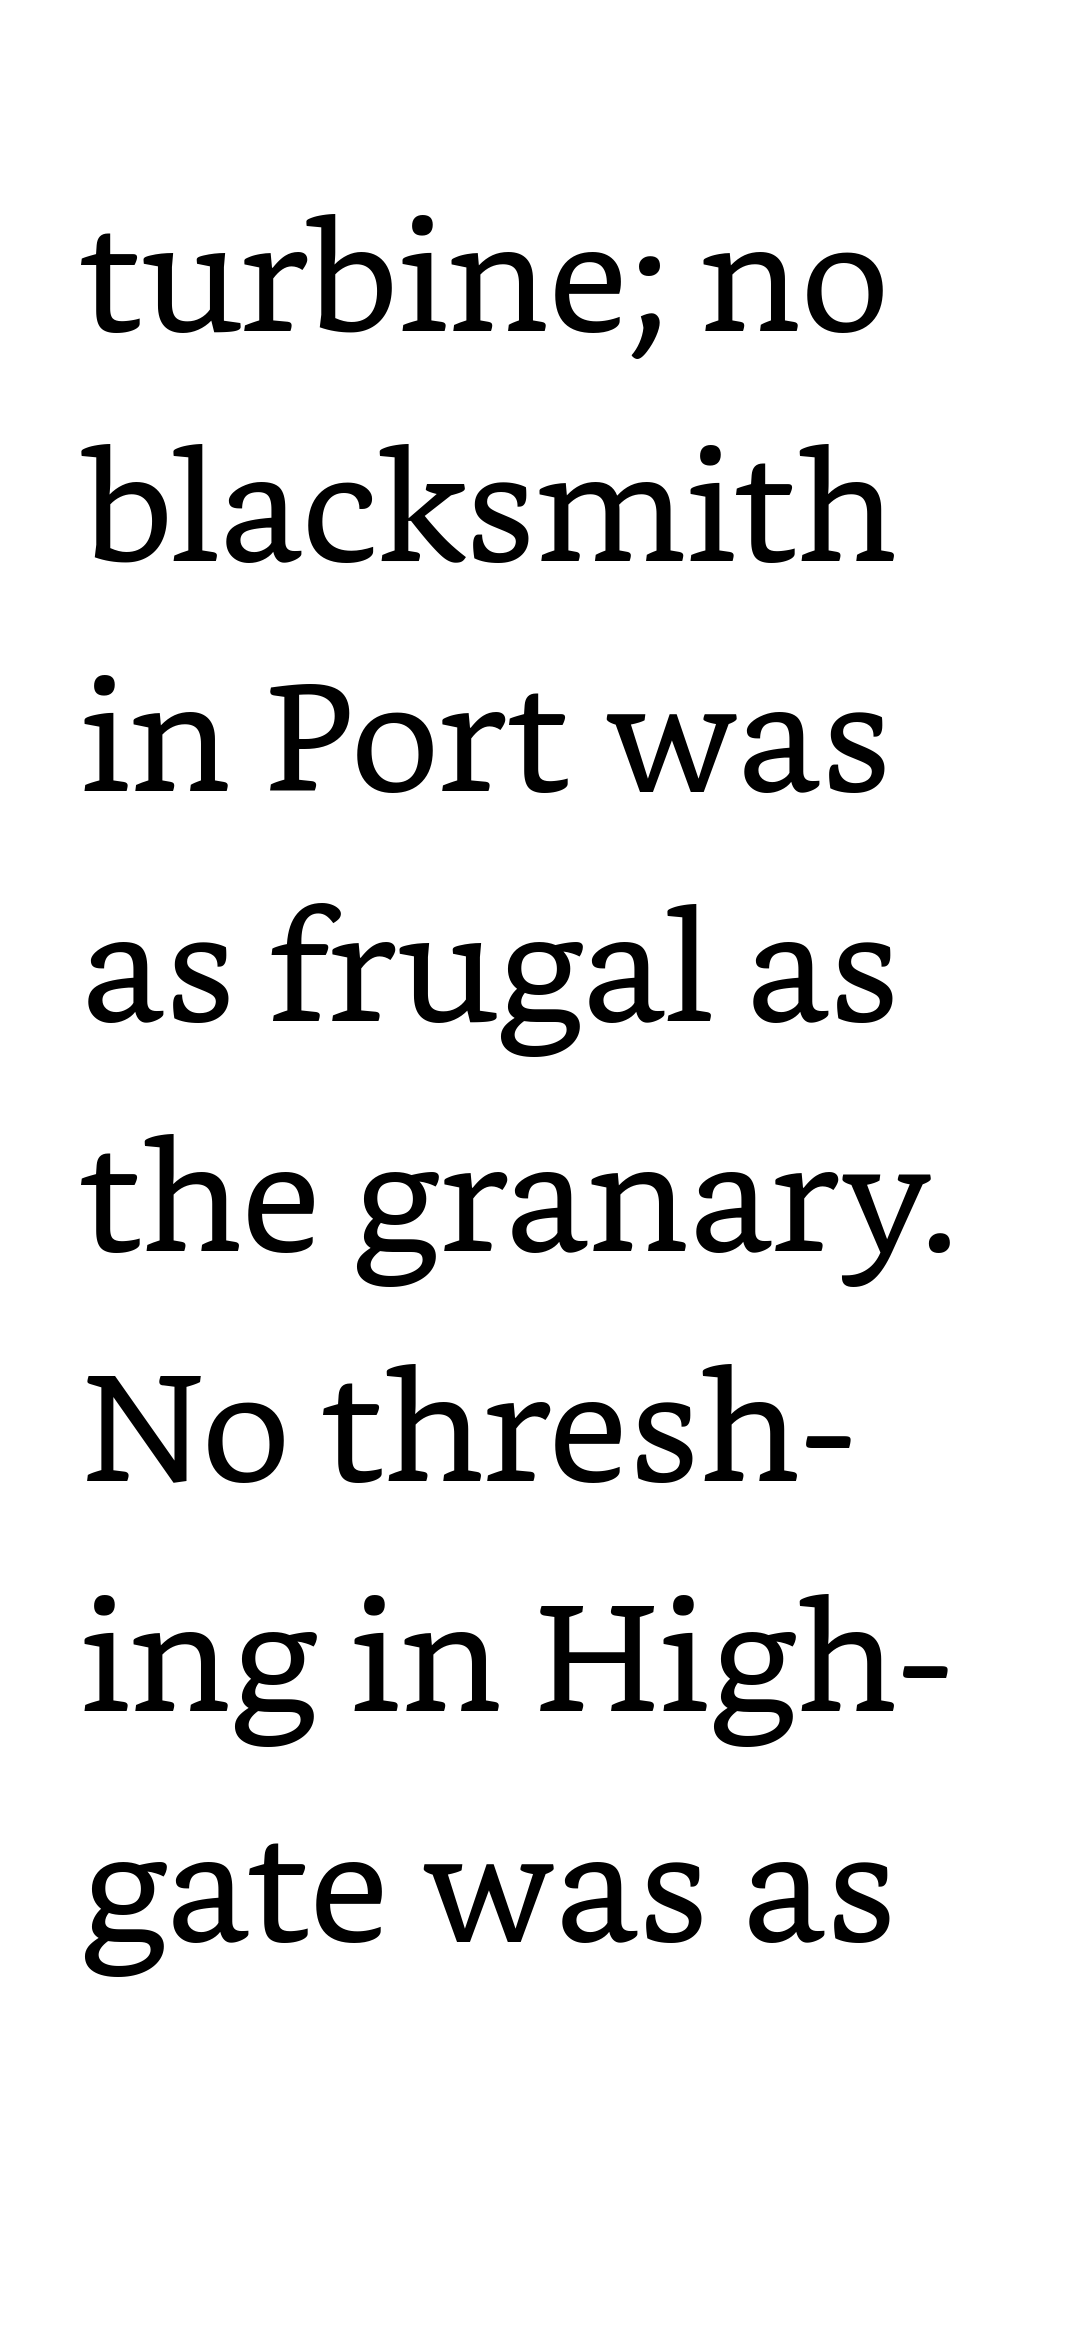 turbine; no
blacksmith
in Port was
as frugal as
the granary.
No thresh-
ing in High-
gate was as